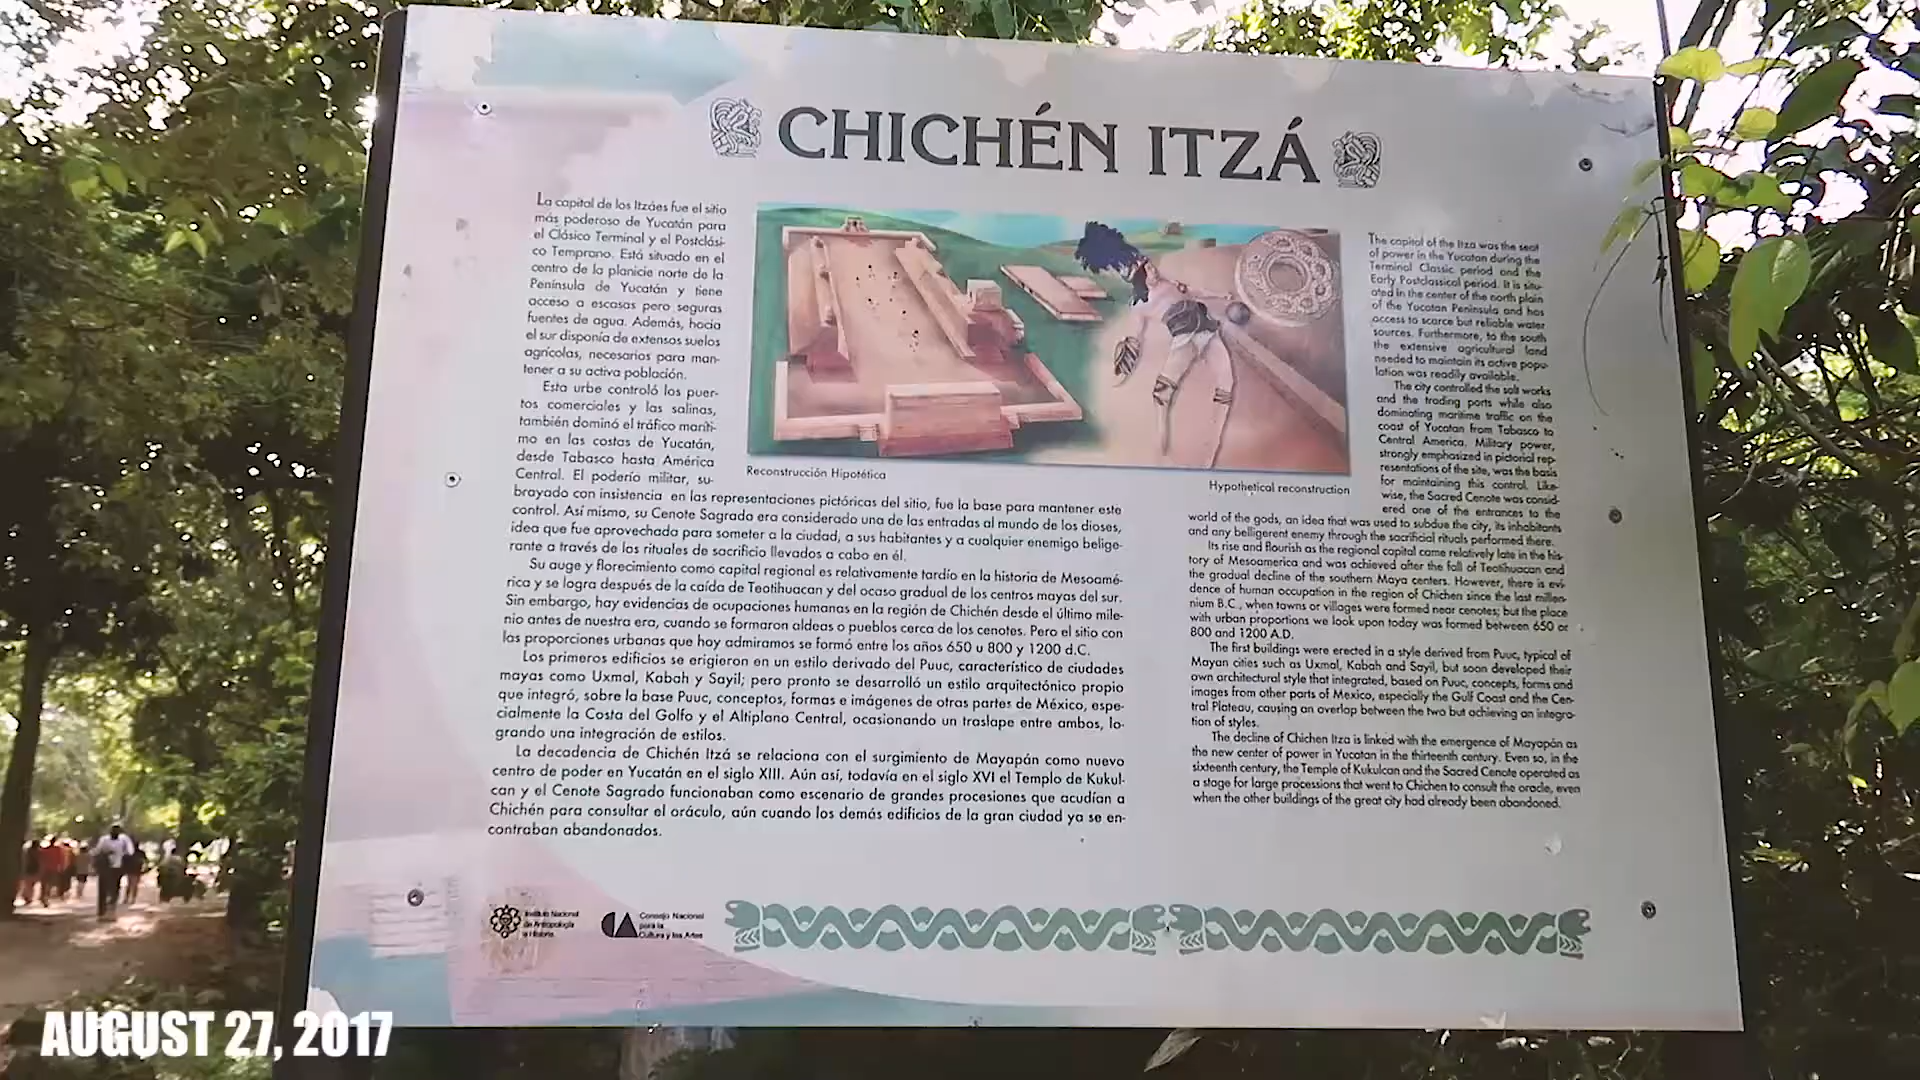 CHICHÉN ITZÁ
La capital de los Itzáes fue el sitio
más poderoso de Yucatán para
el Clásico Terminal y el Postclási-
co Temprano. Está situado en el
centro de la planicie norte de la
Península de Yucatán y tiene
acceso a escasas pero seguras
fuentes de agua. Además, hacia
el sur disponía de extensos suelos
agrícolas, necesarios para man-
tener a su activa población.
Esta urbe controló los puer-
tos comerciales y las salinas,
también dominó el tráfico maríti-
mo en las costas de Yucatán,
desde Tabasco hasta América
Central. El poderío militar, su-
brayado con insistencia en las representaciones pictóricas del sitio, fue la base para mantener este
control. Así mismo, su Cenote Sagrado era considerado una de las entradas al mundo de los dioses,
idea que fue aprovechada para someter a la ciudad, a sus habitantes y a cualquier enemigo belige-
rante a través de los rituales de sacrificio llevados a cabo en él.
Su auge y florecimiento como capital regional es relativamente tardío en la historia de Mesoamé-
rica y se logra después de la caída de Teotihuacan y del ocaso gradual de los centros mayas del sur.
Sin embargo, hay evidencias de ocupaciones humanas en la región de Chichén desde el último mile-
nio antes de nuestra era, cuando se formaron aldeas o pueblos cerca de los cenotes. Pero el sitio con
las proporciones urbanas que hoy admiramos se formó entre los años 650 u 800 y 1200 d.C.
Los primeros edificios se erigieron en un estilo derivado del Puuc, característico de ciudades
mayas como Uxmal, Kabah y Sayil; pero pronto se desarrolló un estilo arquitectónico propio
que integró, sobre la base Puuc, conceptos, formas e imágenes de otras partes de México, espe-
cialmente la Costa del Golfo y el Altiplano Central, ocasionando un traslape entre ambos, lo-
grando una integración de estilos.
La decadencia de Chichén Itzá se relaciona con el surgimiento de Mayapán como nuevo
centro de poder en Yucatán en el siglo XIII. Aún así, todavía en el siglo XVI el Templo de Kukul-
can y el Cenote Sagrado funcionaban como escenario de grandes procesiones que acudían a
Chichén para consultar el oráculo, aún cuando los demás edificios de la gran ciudad ya se en-
contraban abandonados.
Reconstrucción Hipotética
Hypothetical reconstruction
The capital of the Itza was the seat
of power in the Yucatan during the
Terminal Classic period and the
Early Postclassical period. It is situ-
ated in the center of the north plain
of the Yucatan Peninsula and has
access to scarce but reliable water
sources. Furthermore, to the south
the extensive agricultural land
needed to maintain its active popu-
lation was readily available.
The city controlled the salt works
and the trading ports while also
dominating maritime traffic on the
coast of Yucatan from Tabasco to
Central America. Military power,
strongly emphasized in pictorial rep-
resentations of the site, was the basis
for maintaining this control. Like-
wise, the Sacred Cenote was consid-
ered one of the entrances to the
world of the gods, an idea that was used to subdue the city, its inhabitants
and any belligerent enemy through the sacrificial rituals performed there.
Its rise and flourish as the regional capital came relatively late in the his-
tory of Mesoamerica and was achieved after the fall of Teotihuacan and
the gradual decline of the southern Maya centers. However, there is evi-
dence of human occupation in the region of Chichen since the last millen-
nium B.C., when towns or villages were formed near cenotes; but the place
with urban proportions we look upon today was formed between 650 or
800 and 1200 A.D.
The first buildings were erected in a style derived from Puuc, typical of
Mayan cities such as Uxmal, Kabah and Sayil, but soon developed their
own architectural style that integrated, based on Puuc, concepts, forms and
images from other parts of Mexico, especially the Gulf Coast and the Cen-
tral Plateau, causing an overlap between the two but achieving an integra-
tion of styles.
The decline of Chichen Itza is linked with the emergence of Mayapán as
the new center of power in Yucatan in the thirteenth century. Even so, in the
sixteenth century, the Temple of Kukulcan and the Sacred Cenote operated as
a stage for large processions that went to Chichen to consult the oracle, even
when the other buildings of the great city had already been abandoned.
Instituto Nacional
de Antropología
e Historia
Consejo Nacional
para la
Cultura y las Artes
AUGUST 27, 2017